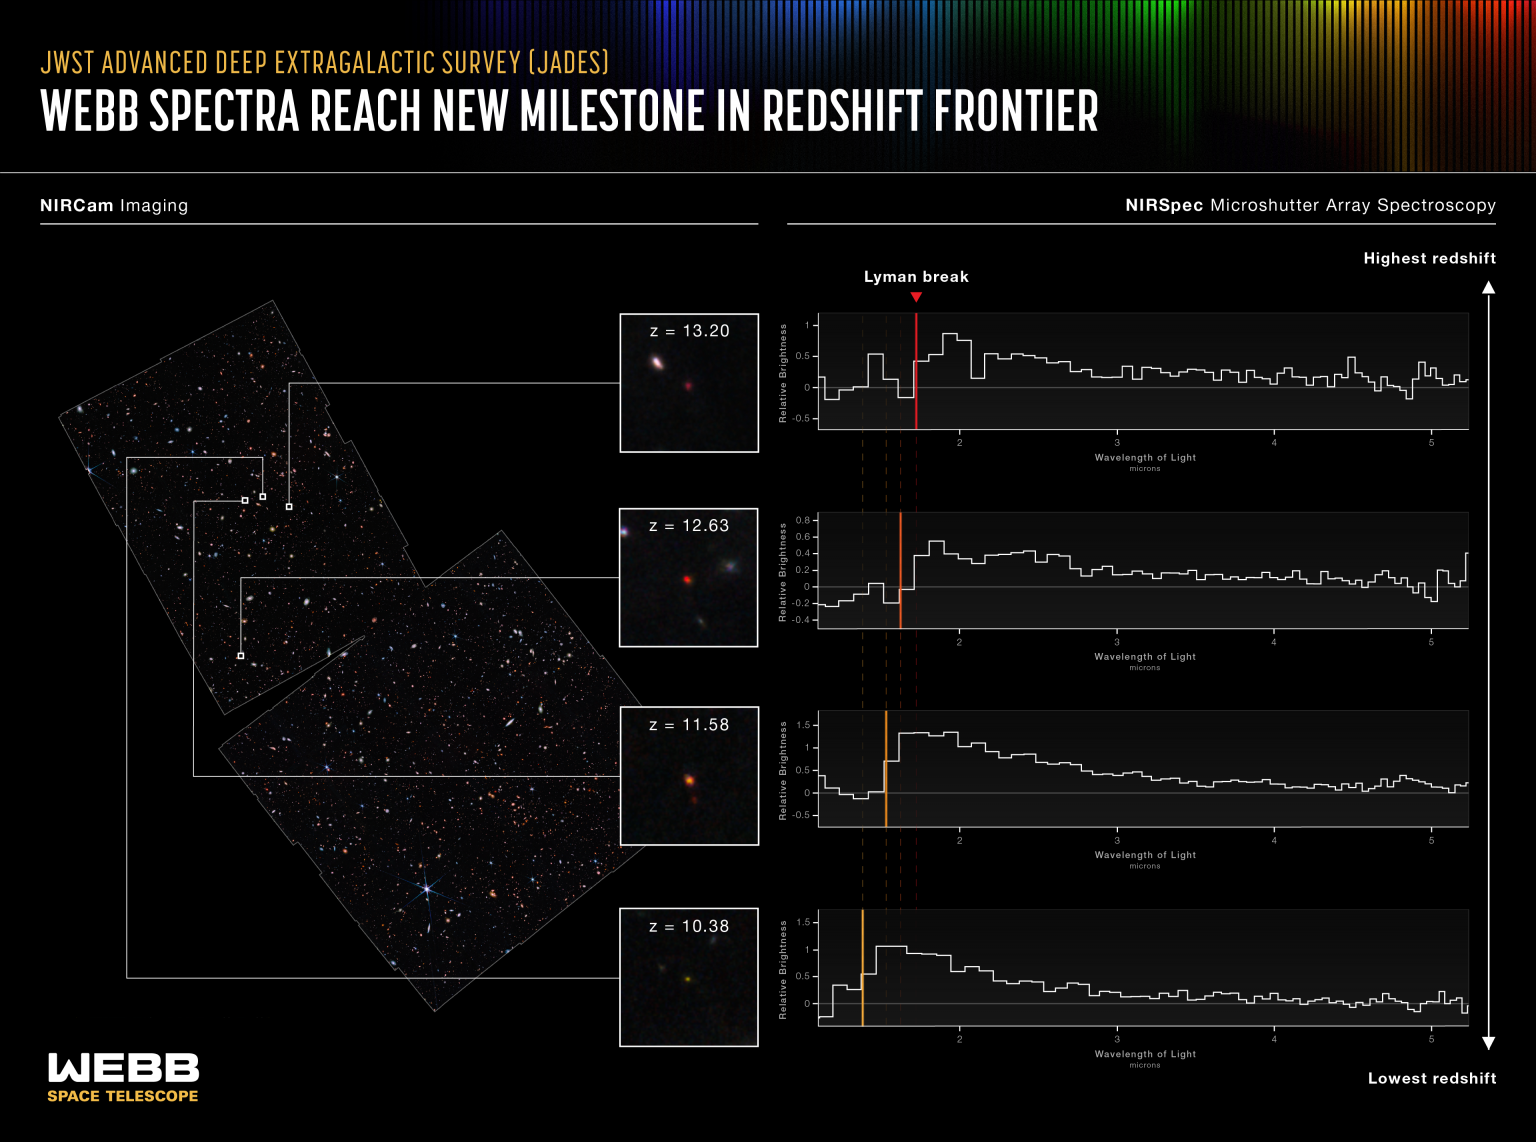 JWST ADVANCED DEEP EXTRAGALACTIC SURVEY (JADES)
WEBB SPECTRA REACH NEW MILESTONE IN REDSHIFT FRONTIER
NIRCam Imaging
NIRSpec Microshutter Array Spectroscopy
Highest redshift
Lyman break
z = 13.20
Relative Brightness
1
0.5
0
-0.5
2 3 4 5
Wavelength of Light
microns
z = 12.63
Relative Brightness
0.8
0.6
0.4
0.2
0
-0.2
-0.4
2 3 4 5
Wavelength of Light
microns
z = 11.58
Relative Brightness
1.5
1
0.5
0
-0.5
2 3 4 5
Wavelength of Light
microns
z = 10.38
Relative Brightness
1.5
1
0.5
0
2 3 4 5
Wavelength of Light
microns
Lowest redshift
WEBB
SPACE TELESCOPE